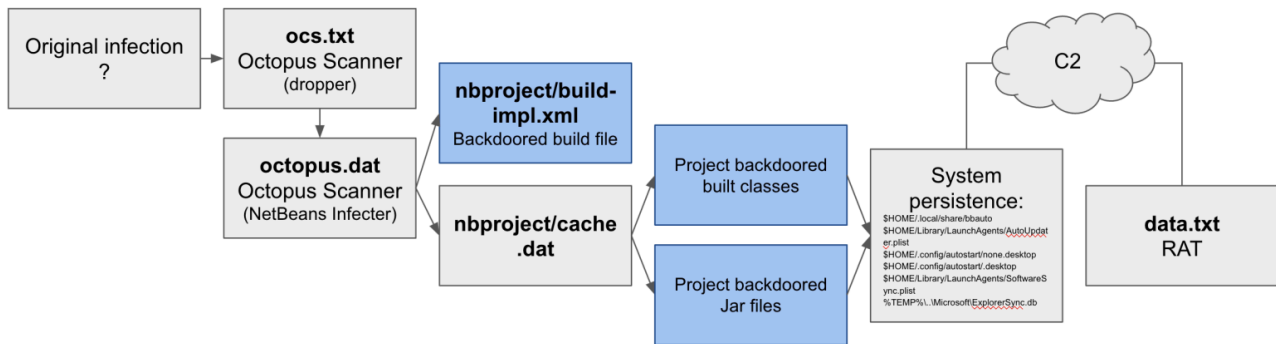 Original infection
?
ocs.txt
Octopus Scanner
(dropper)
octopus.dat
Octopus Scanner
(NetBeans Infecter)
nbproject/build-
impl.xml
Backdoored build file
nbproject/cache
.dat
Project backdoored
built classes
Project backdoored
Jar files
System
persistence:
$HOME/.local/share/bbauto
$HOME/Library/LaunchAgents/AutoUpdat
er.plist
$HOME/.config/autostart/none.desktop
$HOME/.config/autostart/.desktop
$HOME/Library/LaunchAgents/SoftwareS
ync.plist
%TEMP%\..\Microsoft\ExplorerSync.db
C2
data.txt
RAT